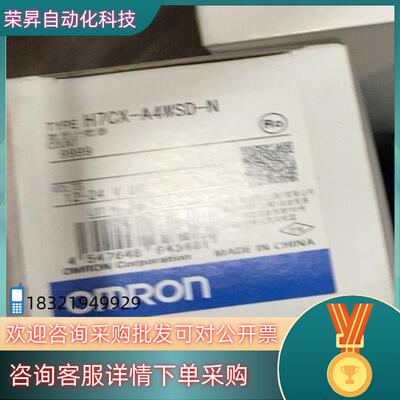 荣昇自动化科技
TYPE H7CX-A4WSD-N
COUNT
9999
VOLTS
12-24 V
OMRON Corporation
MADE IN CHINA
OMRON
18321949929
欢迎咨询采购批发可对公开票
咨询客服详情下单采购